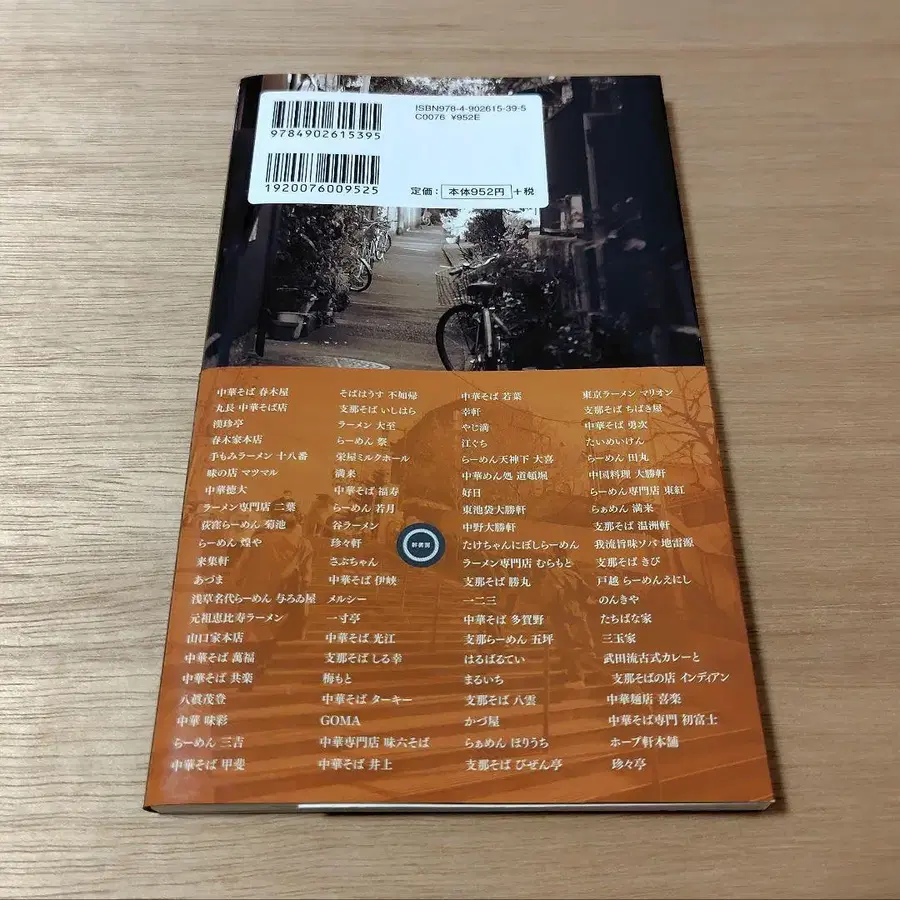 9784902615395
ISBN978-4-902615-39-5
C0076 ¥952E
1920076009525
定価： 本体952円 +税
中華そば 春木屋
丸長 中華そば店
漢珍亭
春木家本店
手もみラーメン 十八番
味の店 マツマル
中華徳大
ラーメン専門店 二葉
荻窪らーめん 菊池
らーめん 煌や
来集軒
あづま
浅草名代らーめん 与ろゐ屋
元祖恵比寿ラーメン
山口家本店
中華そば 萬福
中華そば 共楽
八眞茂登
中華 味彩
らーめん 三吉
中華そば 甲斐
そばはうす 不如帰
支那そば いしはら
ラーメン 大至
らーめん 祭
栄屋ミルクホール
満来
中華そば 福寿
らーめん 若月
谷ラーメン
珍々軒
さぶちゃん
中華そば 伊峡
メルシー
一寸亭
中華そば 光江
支那そば しる幸
梅もと
中華そば ターキー
GOMA
中華専門店 味六そば
中華そば 井上
中華そば 若葉
幸軒
やじ満
江ぐち
らーめん天神下 大喜
中華めん処 道頓堀
好日
東池袋大勝軒
中野大勝軒
たけちゃんにぼしらーめん
ラーメン専門店 むらもと
支那そば 勝丸
一二三
中華そば 多賀野
支那らーめん 五坪
はるばるてい
まるいち
支那そば 八雲
かづ屋
らぁめん ほりうち
支那そば びぜん亭
東京ラーメン マリオン
支那そば ちばき屋
中華そば 勇次
たいめいけん
らーめん 田丸
中国料理 大勝軒
らーめん専門店 東紅
らぁめん 満来
支那そば 温洲軒
我流旨味ソバ 地雷源
支那そば きび
戸越 らーめんえにし
のんきや
たちばな家
三玉家
武田流古式カレーと
支那そばの店 インディアン
中華麺店 喜楽
中華そば専門 初富士
ホープ軒本舗
珍々亭